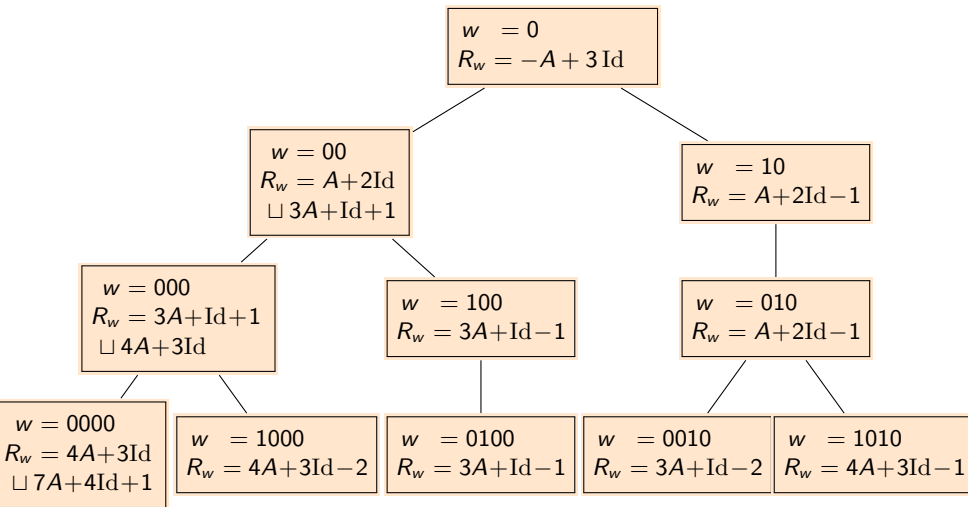 w = 0
R_w = −A + 3 Id
w = 00
R_w = A+2Id
⊔ 3A+Id+1
w = 10
R_w = A+2Id−1
w = 000
R_w = 3A+Id+1
⊔ 4A+3Id
w = 100
R_w = 3A+Id−1
w = 010
R_w = A+2Id−1
w = 0000
R_w = 4A+3Id
⊔ 7A+4Id+1
w = 1000
R_w = 4A+3Id−2
w = 0100
R_w = 3A+Id−1
w = 0010
R_w = 3A+Id−2
w = 1010
R_w = 4A+3Id−1